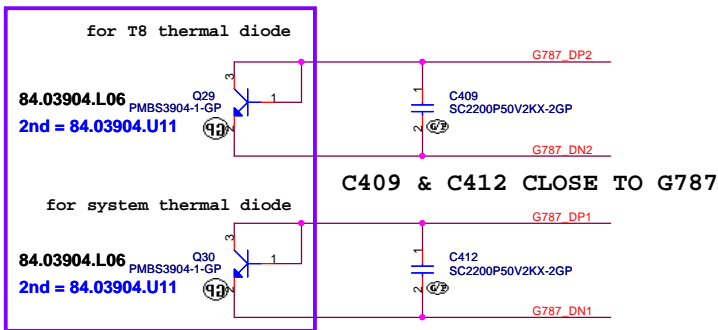 for T8 thermal diode
G787_DP2
3
1
84.03904.L06
Q29
PMBS3904-1-GP
2nd = 84.03904.U11
2
GP
1
C409
SC2200P50V2KX-2GP
2
G/P
G787_DN2
C409 & C412 CLOSE TO G787
for system thermal diode
G787_DP1
3
1
84.03904.L06
Q30
PMBS3904-1-GP
2nd = 84.03904.U11
2
GP
1
C412
SC2200P50V2KX-2GP
2
G/P
G787_DN1